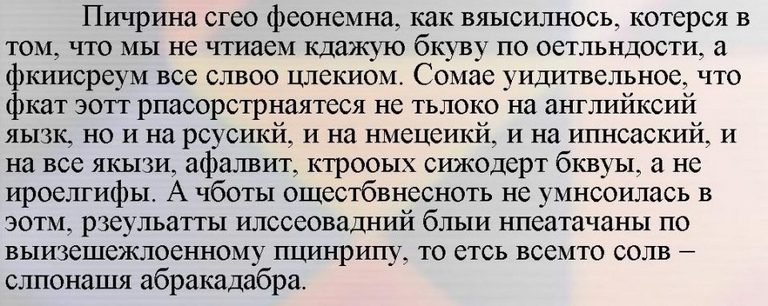 Пичрина сгео феонемна, как вяысилнось, котерся в
том, что мы не чтиаем кдажую бкуву по оетльндости, а
фкиисреум все слвоо цлекиом. Сомае уидитвельное, что
фкат эотт рпасорстрнаятеся не тьлоко на английксий
яызк, но и на рсусикй, и на нмецеикй, и на ипнсаский, и
на все якызи, афалвит, ктрооых сижодерт бквуы, а не
ироелгифы. А чботы ощестбвнесноть не умнсоилась в
эотм, рзеульатты илссеовадний блыи нпеатачаны по
выизешежлоенному пцинрипу, то етсь всемто солв –
слпонашя абракадабра.